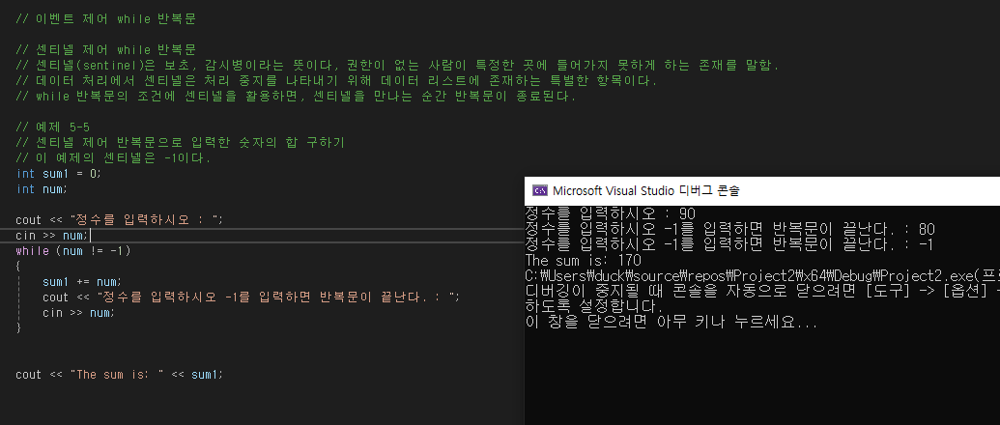 // 이벤트 제어 while 반복문
// 센티널 제어 while 반복문
// 센티널(sentinel)은 보초, 감시병이라는 뜻이다, 권한이 없는 사람이 특정한 곳에 들어가지 못하게 하는 존재를 말함.
// 데이터 처리에서 센티널은 처리 중지를 나타내기 위해 데이터 리스트에 존재하는 특별한 항목이다.
// while 반복문의 조건에 센티널을 활용하면, 센티널을 만나는 순간 반복문이 종료된다.
// 예제 5-5
// 센티널 제어 반복문으로 입력한 숫자의 합 구하기
// 이 예제의 센티널은 -1이다.
int sum1 = 0;
int num;
cout << "정수를 입력하시오 : ";
cin >> num;
while (num != -1)
{
sum1 += num;
cout << "정수를 입력하시오 -1를 입력하면 반복문이 끝난다. : ";
cin >> num;
}
cout << "The sum is: " << sum1;
Microsoft Visual Studio 디버그 콘솔
정수를 입력하시오 : 90
정수를 입력하시오 -1를 입력하면 반복문이 끝난다. : 80
정수를 입력하시오 -1를 입력하면 반복문이 끝난다. : -1
The sum is: 170
C:₩Users₩duck₩source₩repos₩Project2₩x64₩Debug₩Project2.exe(프
디버깅이 중지될 때 콘솔을 자동으로 닫으려면 [도구] -> [옵션]
하도록 설정합니다.
이 창을 닫으려면 아무 키나 누르세요...